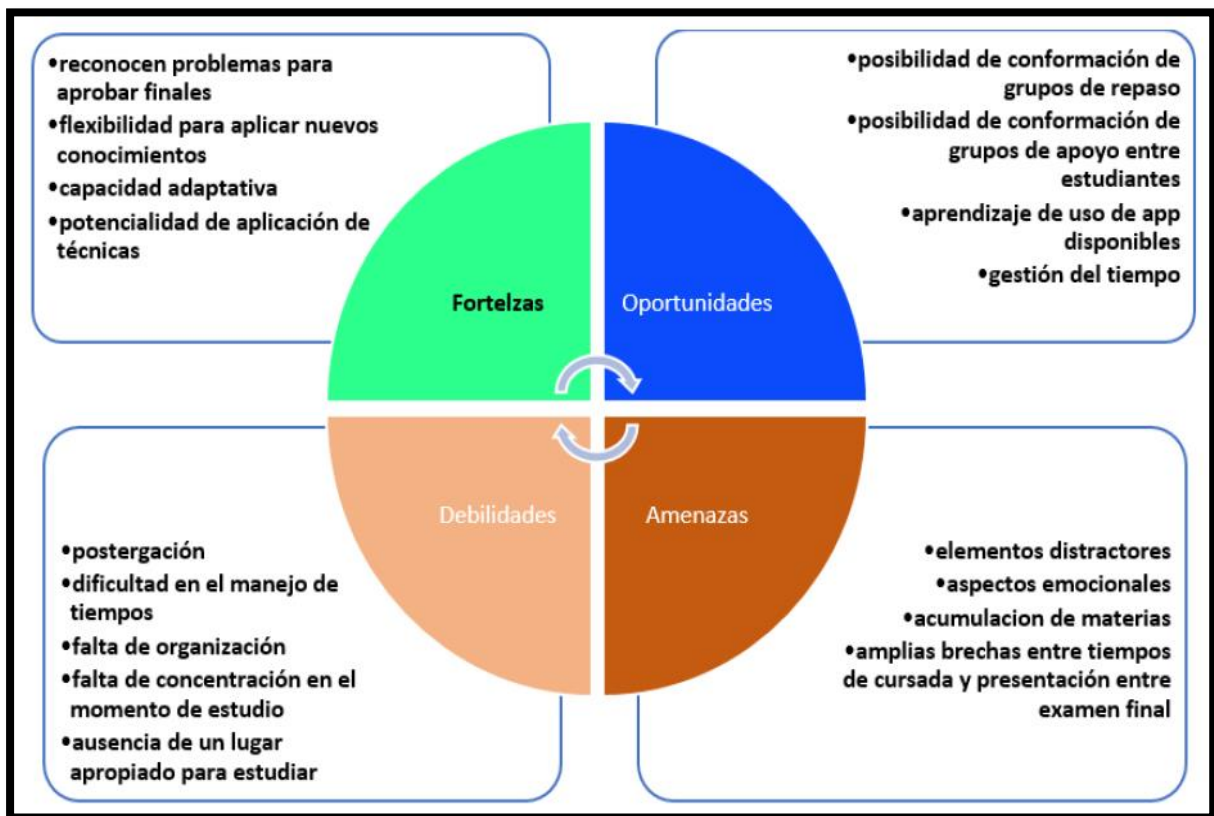 •reconocen problemas para
aprobar finales
•flexibilidad para aplicar nuevos
conocimientos
•capacidad adaptativa
•potencialidad de aplicación de
técnicas
•posibilidad de conformación de
grupos de repaso
•posibilidad de conformación de
grupos de apoyo entre
estudiantes
•aprendizaje de uso de app
disponibles
•gestión del tiempo
Fortelzas
Oportunidades
Debilidades
Amenazas
•postergación
•dificultad en el manejo de
tiempos
•falta de organización
•falta de concentración en el
momento de estudio
•ausencia de un lugar
apropiado para estudiar
•elementos distractores
•aspectos emocionales
•acumulacion de materias
•amplias brechas entre tiempos
de cursada y presentación entre
examen final